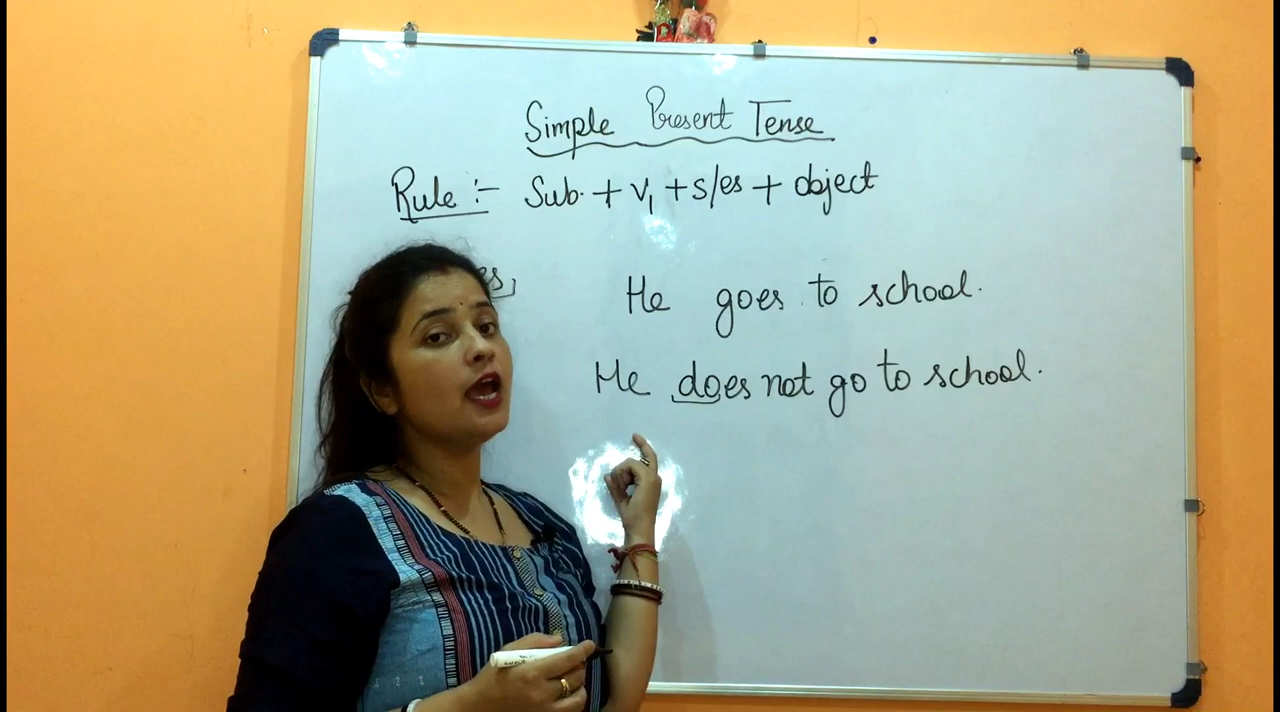 Simple Present Tense
Rule :- Sub. + V1 + s/es + object
He goes to school.
He does not go to school.